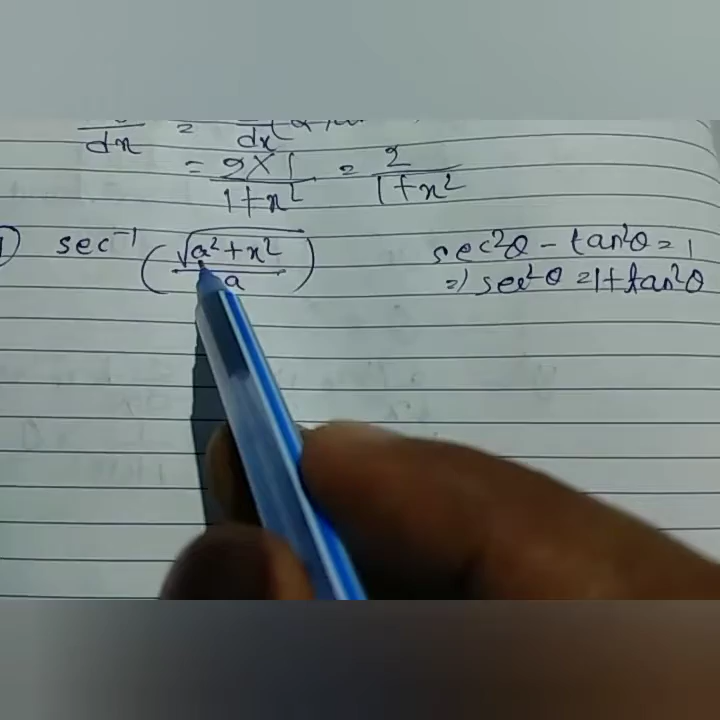 dx = dx
= 2×1/1+x² = 2/1+x²
sec⁻¹ (√a²+x²/a) sec²θ - tan²θ = 1
⇒ sec²θ = 1+tan²θ